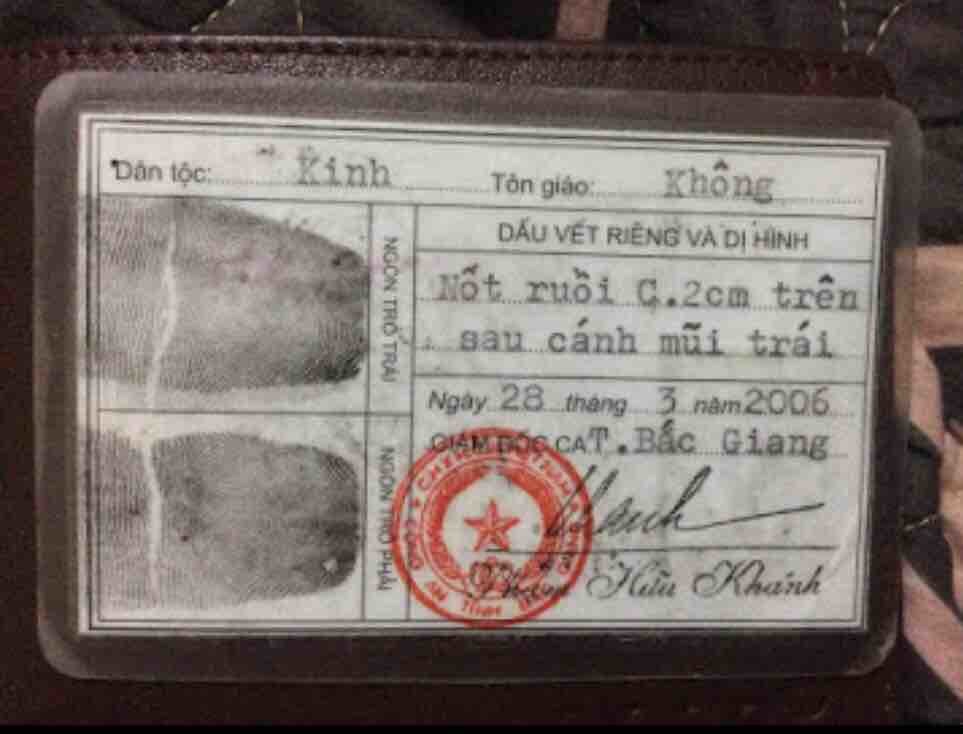 Dân tộc: Kinh Tôn giáo: Không
NGÓN TRỎ TRÁI
DẤU VẾT RIÊNG VÀ DỊ HÌNH
Nốt ruồi C.2cm trên
sau cánh mũi trái
Ngày 28 tháng 3 năm 2006
GIÁM ĐỐC CA T. Bắc Giang
NGÓN TRỎ PHẢI
Hữu Khánh